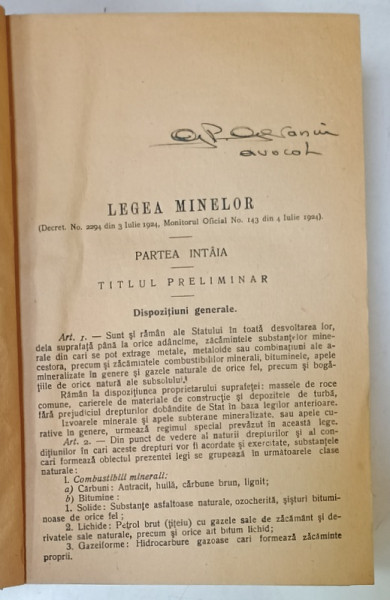 avocat
LEGEA MINELOR
(Decret. No. 2294 din 3 Iulie 1924, Monitorul Oficial No. 143 din 4 Iulie 1924).
PARTEA INTÂIA
TITLUL PRELIMINAR
Dispozițiuni generale.
Art. 1. — Sunt și rămân ale Statului în toată desvoltarea lor,
dela suprafață până la orice adâncime, zăcămintele substanțelor mine-
rale din cari se pot extrage metale, metaloide sau combinațiuni ale a-
cestora, precum și zăcămintele combustibililor minerali, bituminele, apele
mineralizate în genere și gazele naturale de orice fel, precum și bogă-
țiile de orice natură ale subsolului.
Rămân la dispozițiunea proprietarului suprafeței: massele de roce
comune, carierele de materiale de construcție și depozitele de turbă,
fără prejudiciul drepturilor dobândite de Stat în baza legilor anterioare.
Izvoarele minerale și apele subterane mineralizate, sau apele cu-
rative în genere, urmează regimul special prevăzut în această lege.
Art. 2. — Din punct de vedere al naturii drepturilor și al con-
dițiunilor în cari aceste drepturi vor fi acordate și exercitate, substanțele
cari formează obiectul prezentei legi se grupează în urmatoarele clase
naturale:
I. Combustibili minerali:
a) Cărbuni: Antracit, huilă, cărbune brun, lignit;
b) Bitumine:
1. Solide: Substanțe asfaltoase naturale, ozocherită, șisturi bitumi-
noase de orice fel;
2. Lichide: Petrol brut (țiței) cu gazele sale de zăcământ și de-
rivatele sale naturale, precum și orice alt bitum lichid;
3. Gazeiforme: Hidrocarbure gazoase cari formează zăcăminte
proprii.